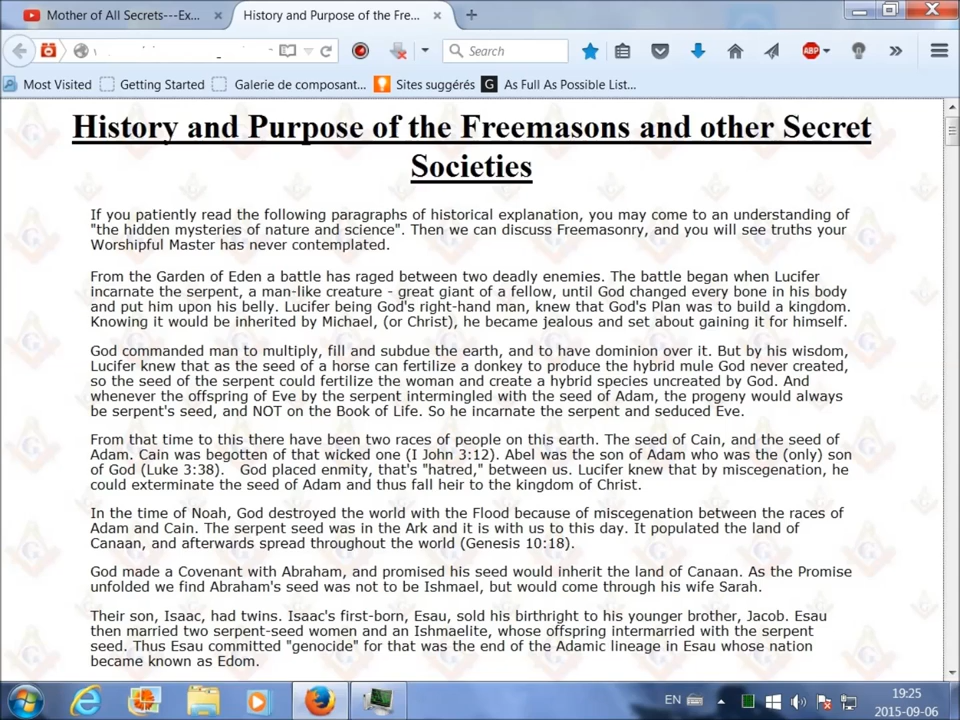 Mother of All Secrets---Ex...
History and Purpose of the Fre...
Search
ABP
Most Visited
Getting Started
Galerie de composant...
Sites suggérés
G As Full As Possible List...
History and Purpose of the Freemasons and other Secret
Societies
If you patiently read the following paragraphs of historical explanation, you may come to an understanding of
"the hidden mysteries of nature and science". Then we can discuss Freemasonry, and you will see truths your
Worshipful Master has never contemplated.
From the Garden of Eden a battle has raged between two deadly enemies. The battle began when Lucifer
incarnate the serpent, a man-like creature - great giant of a fellow, until God changed every bone in his body
and put him upon his belly. Lucifer being God's right-hand man, knew that God's Plan was to build a kingdom.
Knowing it would be inherited by Michael, (or Christ), he became jealous and set about gaining it for himself.
God commanded man to multiply, fill and subdue the earth, and to have dominion over it. But by his wisdom,
Lucifer knew that as the seed of a horse can fertilize a donkey to produce the hybrid mule God never created,
so the seed of the serpent could fertilize the woman and create a hybrid species uncreated by God. And
whenever the offspring of Eve by the serpent intermingled with the seed of Adam, the progeny would always
be serpent's seed, and NOT on the Book of Life. So he incarnate the serpent and seduced Eve.
From that time to this there have been two races of people on this earth. The seed of Cain, and the seed of
Adam. Cain was begotten of that wicked one (I John 3:12). Abel was the son of Adam who was the (only) son
of God (Luke 3:38). God placed enmity, that's "hatred," between us. Lucifer knew that by miscegenation, he
could exterminate the seed of Adam and thus fall heir to the kingdom of Christ.
In the time of Noah, God destroyed the world with the Flood because of miscegenation between the races of
Adam and Cain. The serpent seed was in the Ark and it is with us to this day. It populated the land of
Canaan, and afterwards spread throughout the world (Genesis 10:18).
God made a Covenant with Abraham, and promised his seed would inherit the land of Canaan. As the Promise
unfolded we find Abraham's seed was not to be Ishmael, but would come through his wife Sarah.
Their son, Isaac, had twins. Isaac's first-born, Esau, sold his birthright to his younger brother, Jacob. Esau
then married two serpent-seed women and an Ishmaelite, whose offspring intermarried with the serpent
seed. Thus Esau committed "genocide" for that was the end of the Adamic lineage in Esau whose nation
became known as Edom.
EN
19:25
2015-09-06